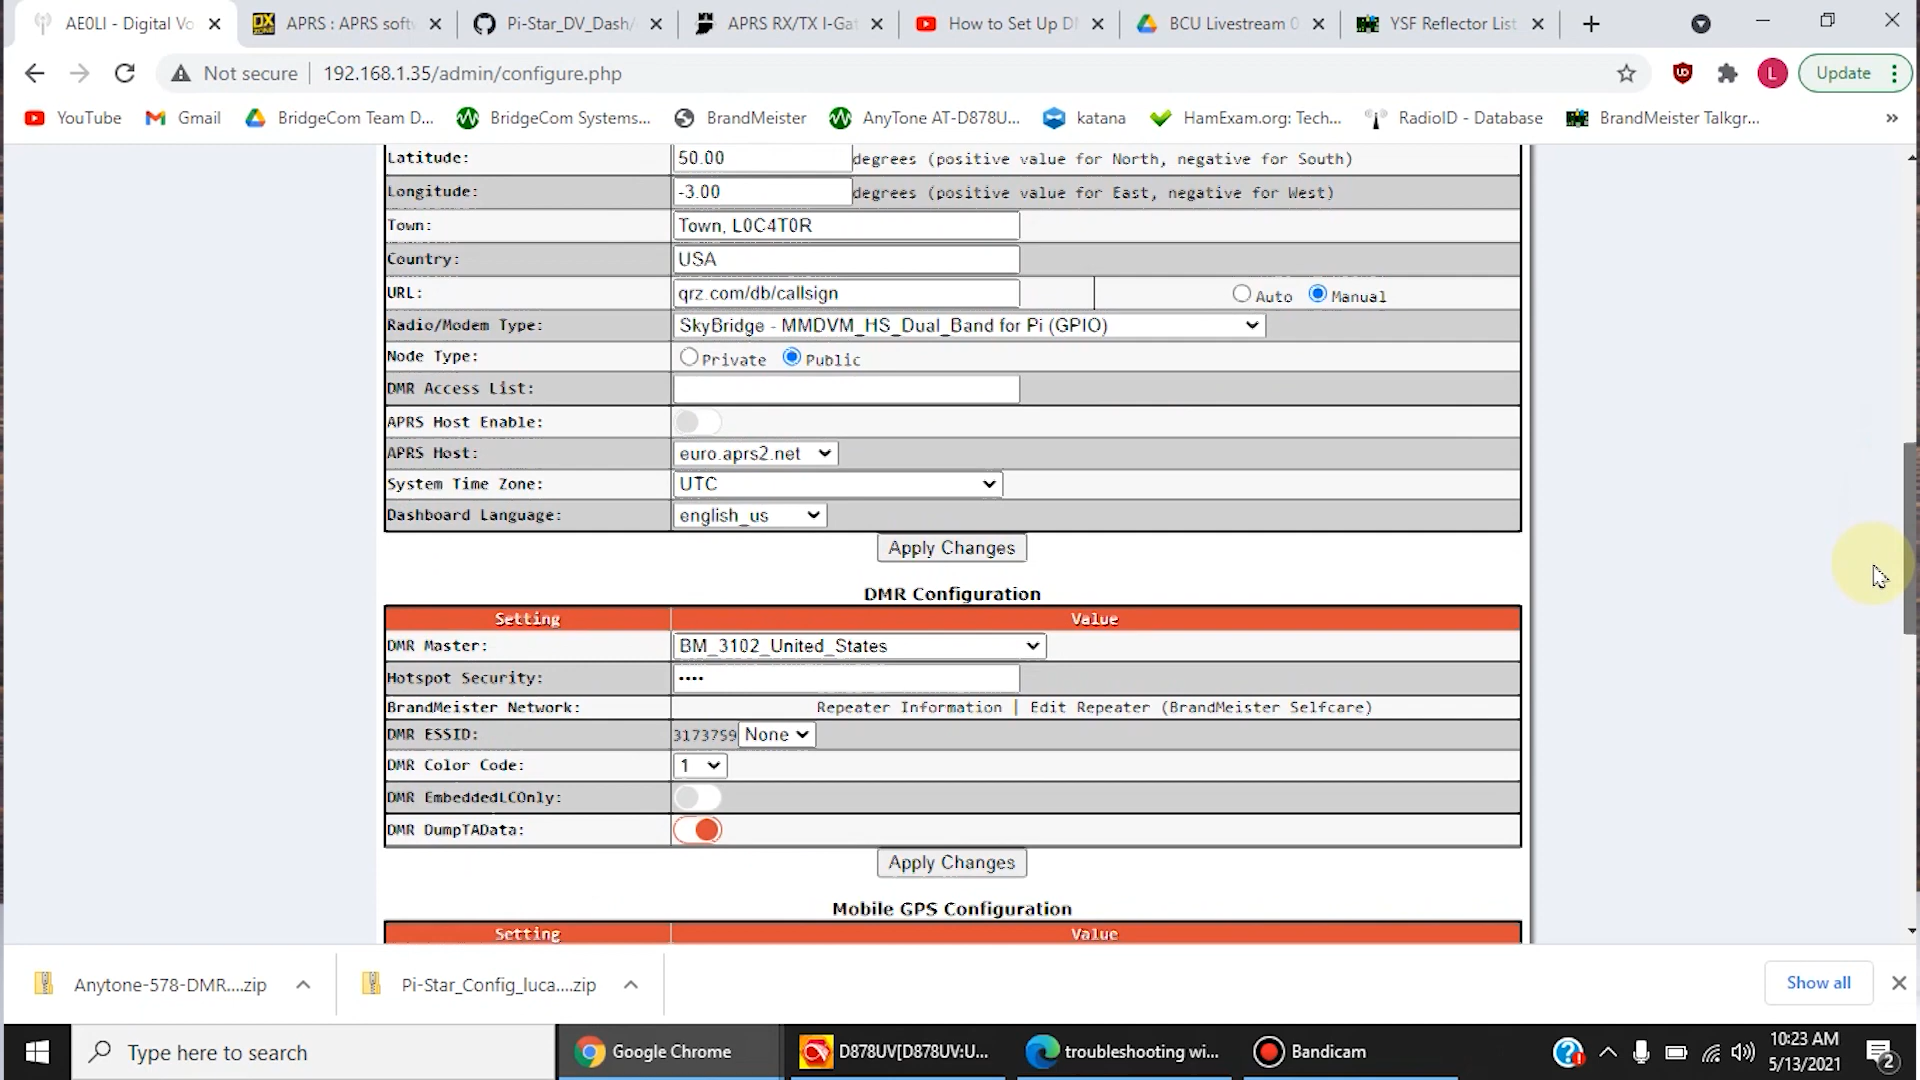 AE0LI - Digital Vo
APRS : APRS softw
Pi-Star_DV_Dash/
APRS RX/TX I-Gat
How to Set Up DM
BCU Livestream 0
YSF Reflector List
Not secure
192.168.1.35/admin/configure.php
L
Update
YouTube
Gmail
BridgeCom Team D...
BridgeCom Systems...
BrandMeister
AnyTone AT-D878U...
katana
HamExam.org: Tech...
RadioID - Database
BrandMeister Talkgr...
»
Latitude: 50.00 degrees (positive value for North, negative for South)
Longitude: -3.00 degrees (positive value for East, negative for West)
Town: Town, L0C4T0R
Country: USA
URL: qrz.com/db/callsign Auto Manual
Radio/Modem Type: SkyBridge - MMDVM_HS_Dual_Band for Pi (GPIO)
Node Type: Private Public
DMR Access List:
APRS Host Enable:
APRS Host: euro.aprs2.net
System Time Zone: UTC
Dashboard Language: english_us
Apply Changes
DMR Configuration
Setting Value
DMR Master: BM_3102_United_States
Hotspot Security: ••••
BrandMeister Network: Repeater Information | Edit Repeater (BrandMeister Selfcare)
DMR ESSID: 3173759 None
DMR Color Code: 1
DMR EmbeddedLCOnly:
DMR DumpTAData:
Apply Changes
Mobile GPS Configuration
Setting Value
Anytone-578-DMR....zip
Pi-Star_Config_luca....zip
Show all
Type here to search
Google Chrome
D878UV[D878UV:U...
troubleshooting wi...
Bandicam
10:23 AM
5/13/2021
2